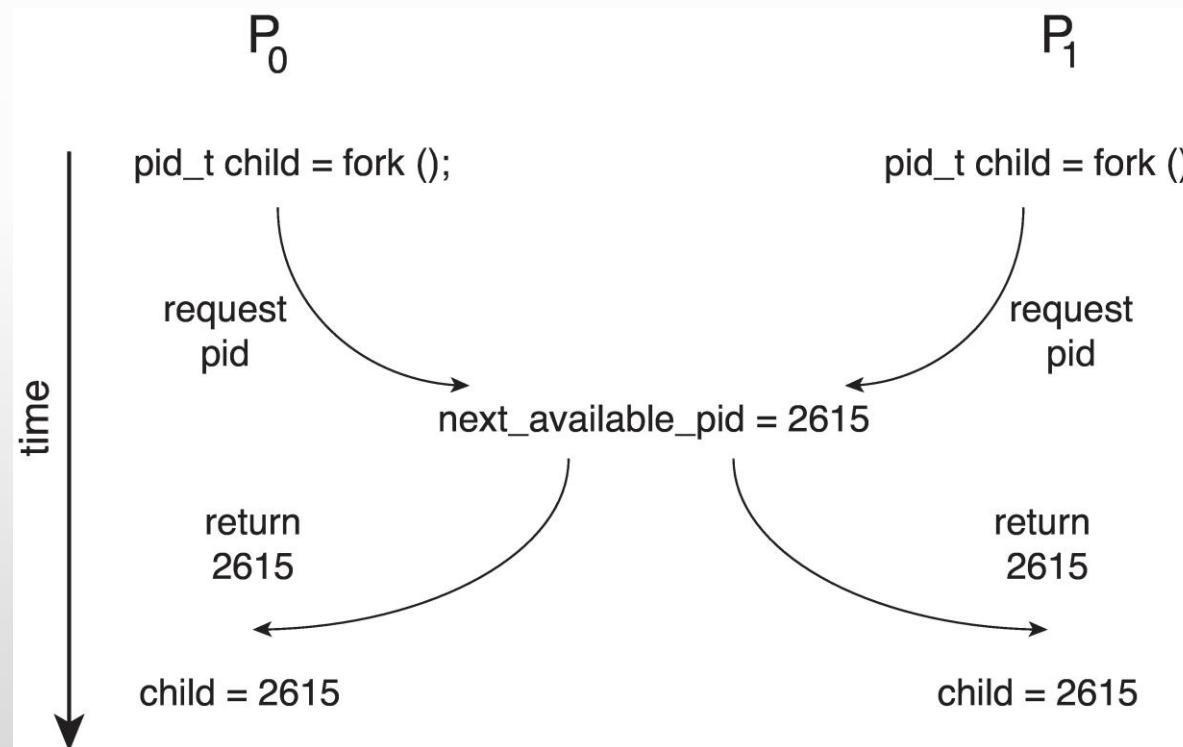 P0
P1
pid_t child = fork ();
pid_t child = fork ()
request
pid
request
pid
time
next_available_pid = 2615
return
2615
return
2615
child = 2615
child = 2615